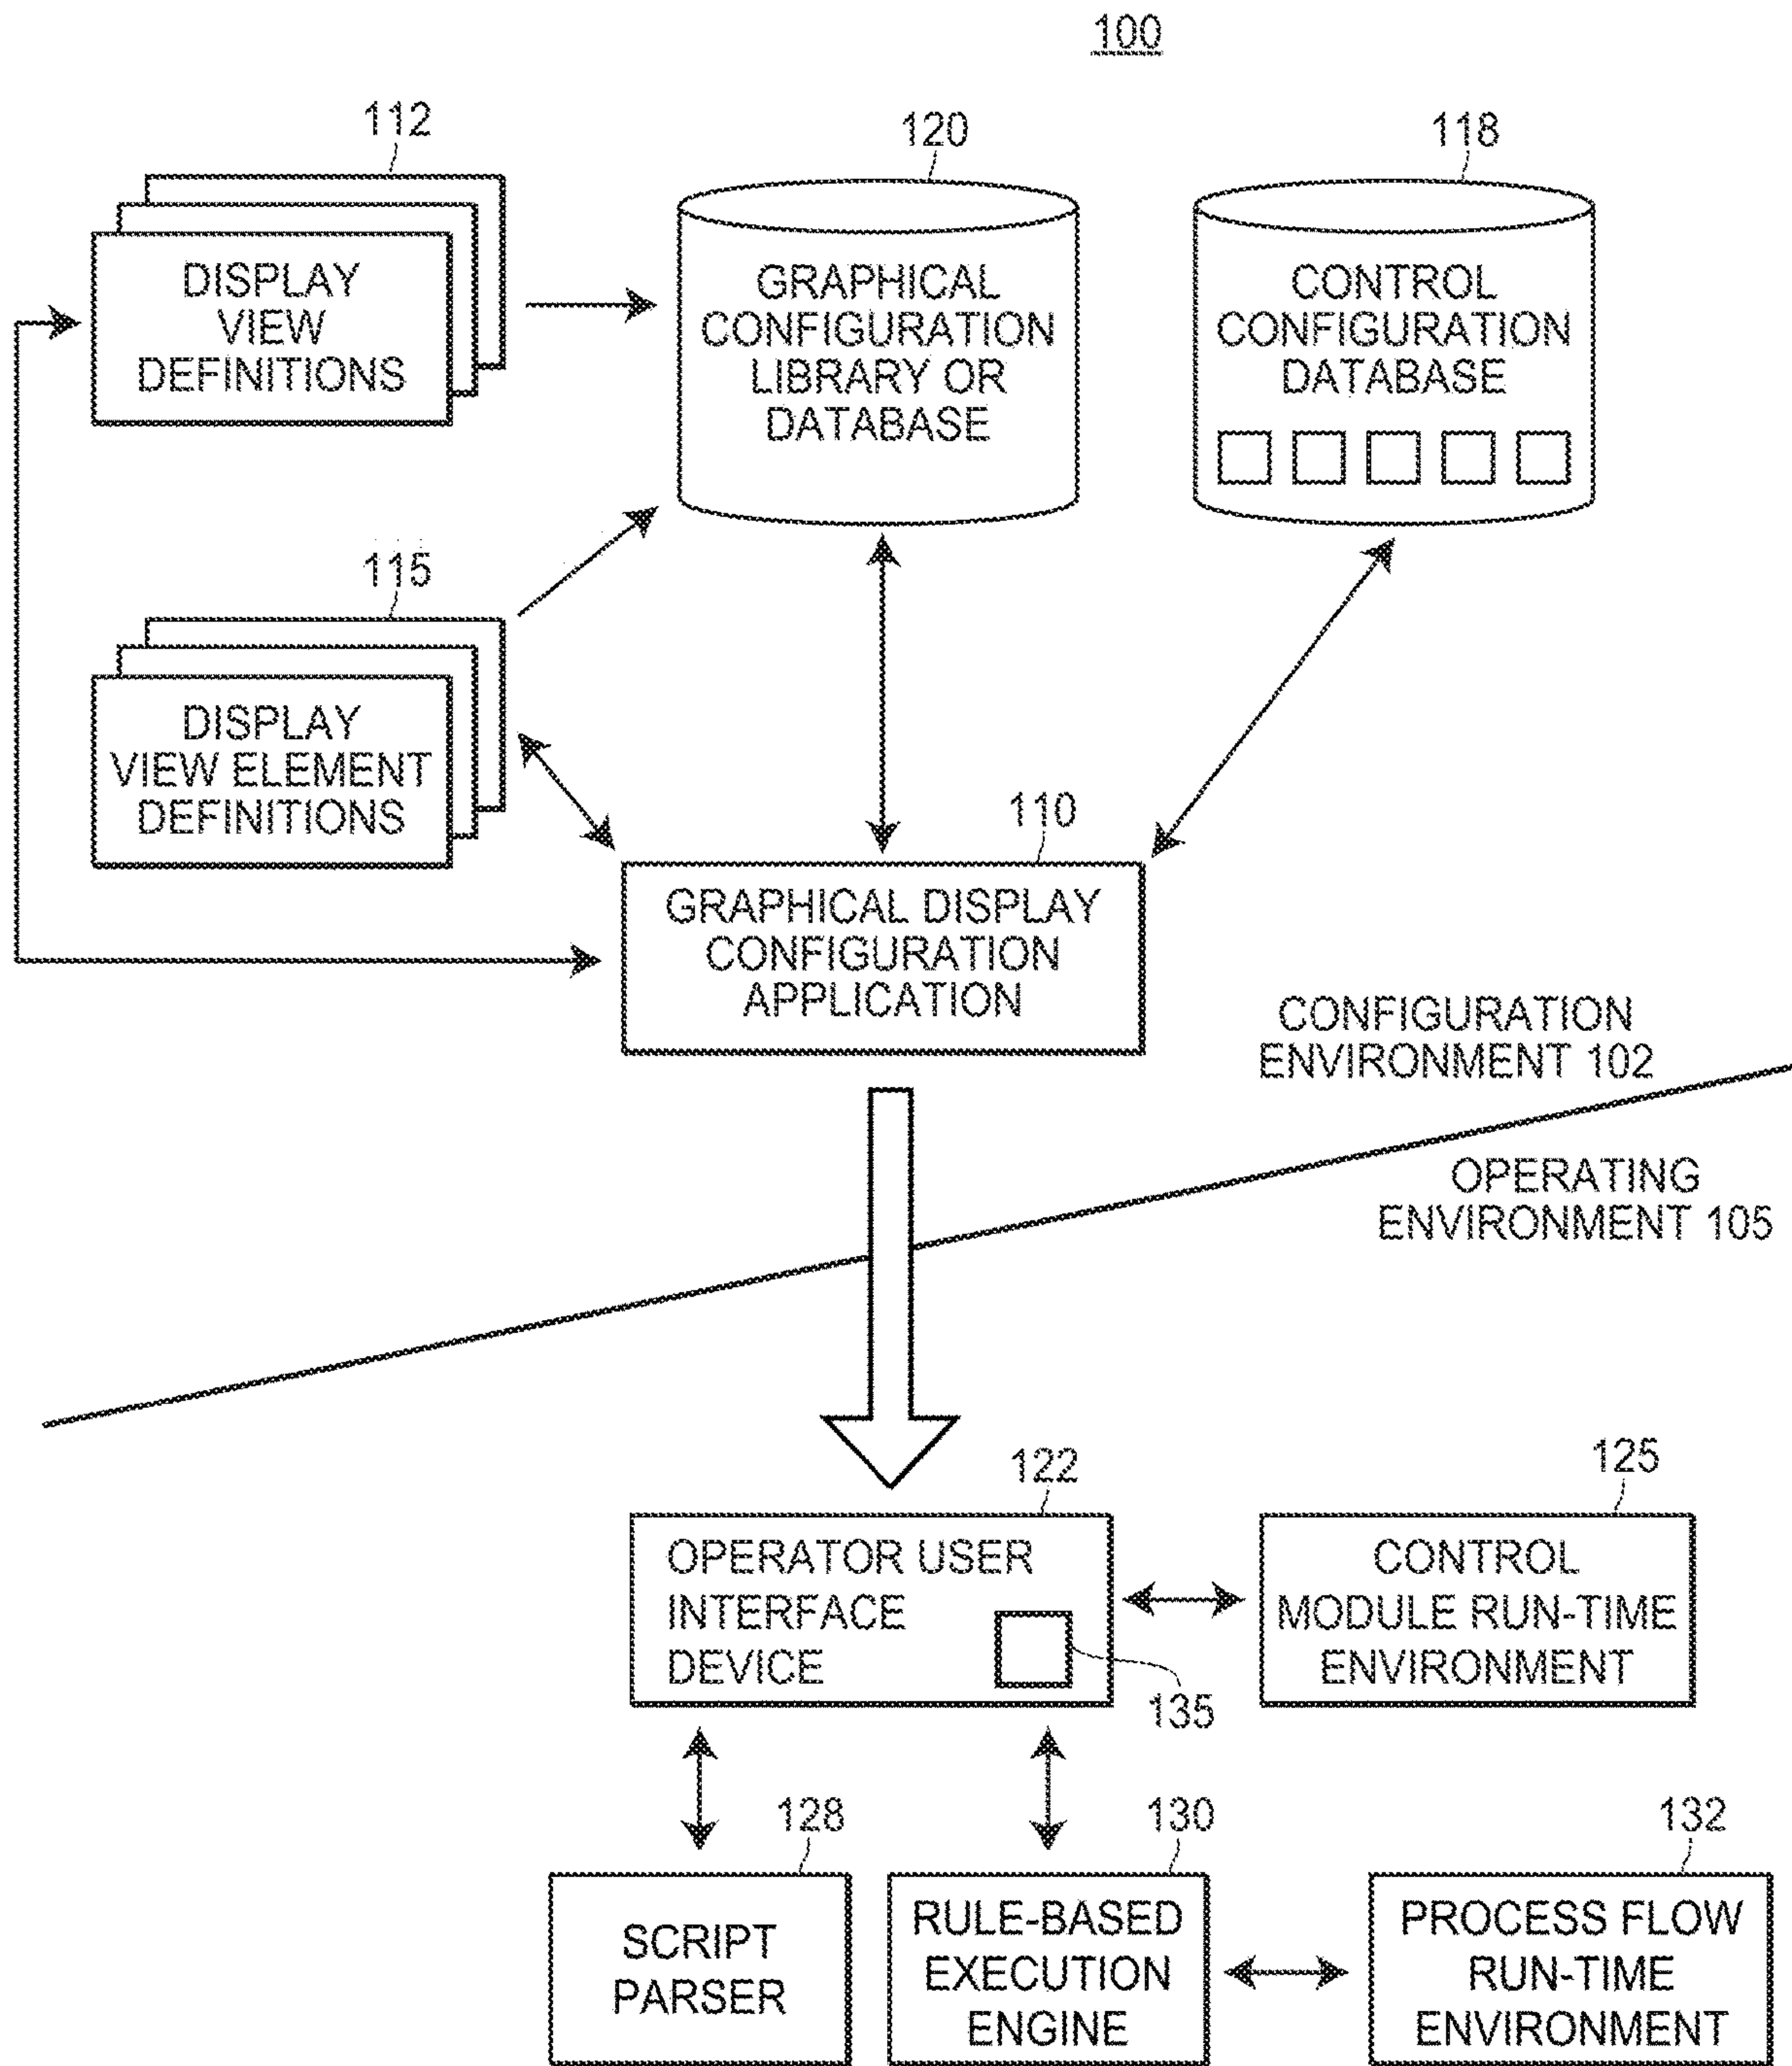 100
112
120
118
DISPLAY
VIEW
DEFINITIONS
GRAPHICAL
CONFIGURATION
LIBRARY OR
DATABASE
CONTROL
CONFIGURATION
DATABASE
115
DISPLAY
VIEW ELEMENT
DEFINITIONS
110
GRAPHICAL DISPLAY
CONFIGURATION
APPLICATION
CONFIGURATION
ENVIRONMENT 102
OPERATING
ENVIRONMENT 105
122
125
OPERATOR USER
INTERFACE
DEVICE
135
CONTROL
MODULE RUN-TIME
ENVIRONMENT
128
130
132
SCRIPT
PARSER
RULE-BASED
EXECUTION
ENGINE
PROCESS FLOW
RUN-TIME
ENVIRONMENT